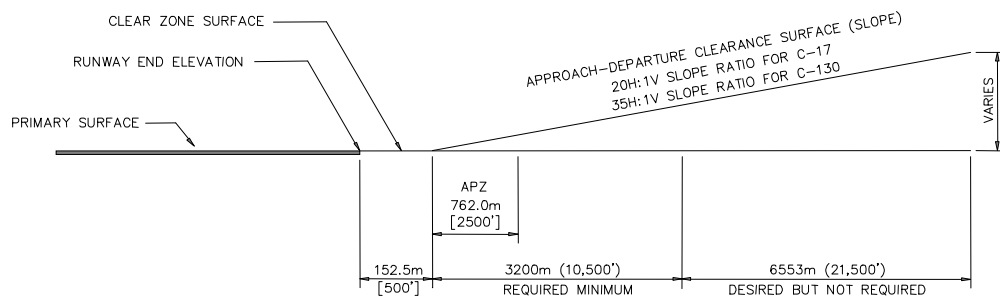 CLEAR ZONE SURFACE
RUNWAY END ELEVATION
PRIMARY SURFACE
APPROACH-DEPARTURE CLEARANCE SURFACE (SLOPE)
20H:1V SLOPE RATIO FOR C-17
35H:1V SLOPE RATIO FOR C-130
VARIES
APZ
762.0m
[2500']
152.5m
[500']
3200m (10,500')
REQUIRED MINIMUM
6553m (21,500')
DESIRED BUT NOT REQUIRED